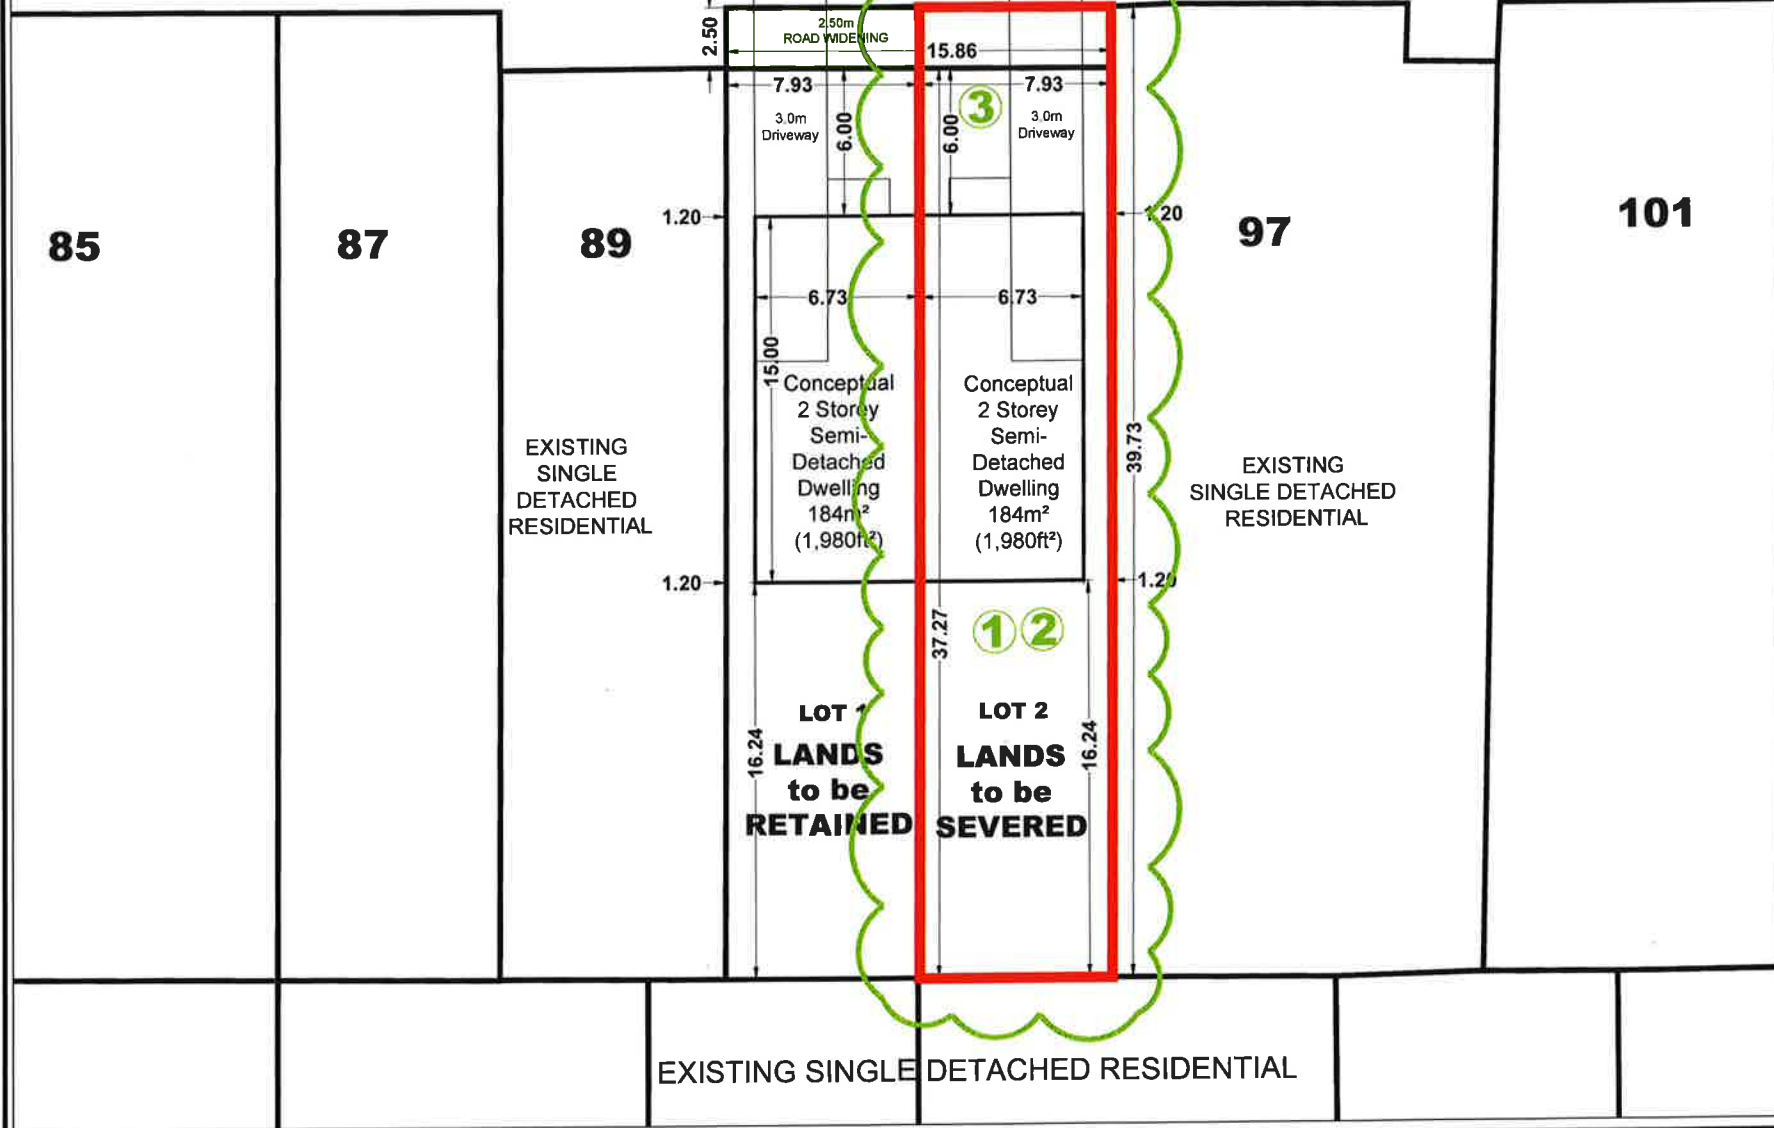 2.50
2.50m
ROAD WIDENING
15.86
7.93
7.93
3.0m
Driveway
6.00
6.00
③
3.0m
Driveway
1.20
1.20
85
87
89
97
101
6.73
6.73
15.00
Conceptual
2 Storey
Semi-
Detached
Dwelling
184m²
(1,980ft²)
Conceptual
2 Storey
Semi-
Detached
Dwelling
184m²
(1,980ft²)
39.73
EXISTING
SINGLE
DETACHED
RESIDENTIAL
EXISTING
SINGLE DETACHED
RESIDENTIAL
1.20
1.20
37.27
① ②
LOT 1
LANDS
to be
RETAINED
LOT 2
LANDS
to be
SEVERED
16.24
16.24
EXISTING SINGLE DETACHED RESIDENTIAL